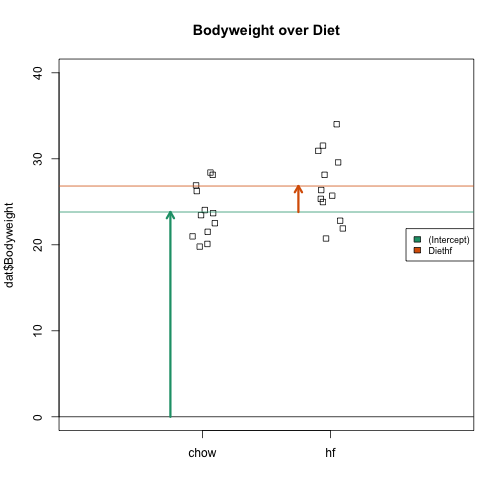 Bodyweight over Diet
dat$Bodyweight
40
30
20
10
0
(Intercept)
Diethf
chow
hf